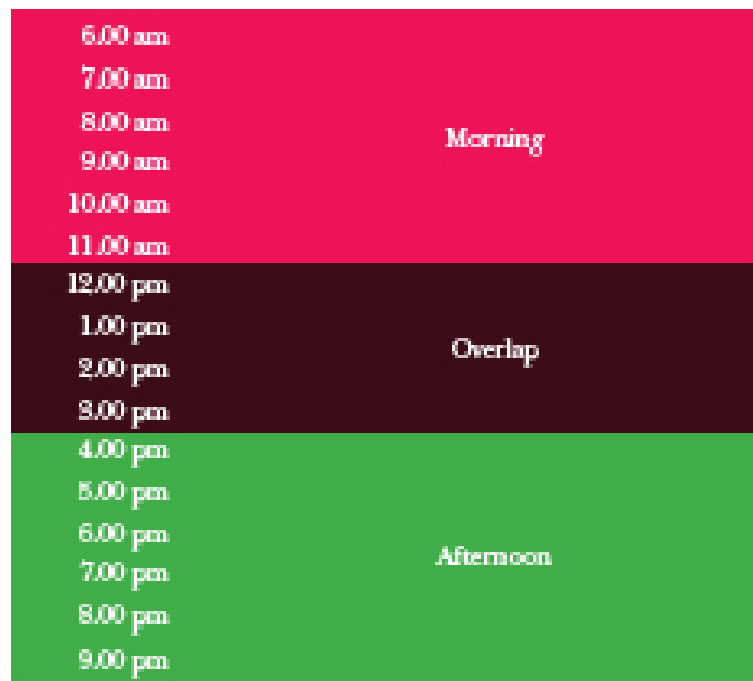 6.00 am
7.00 am
8.00 am
Morning
9.00 am
10.00 am
11.00 am
12.00 pm
1.00 pm
Overlap
2.00 pm
3.00 pm
4.00 pm
5.00 pm
6.00 pm
Afternoon
7.00 pm
8.00 pm
9.00 pm